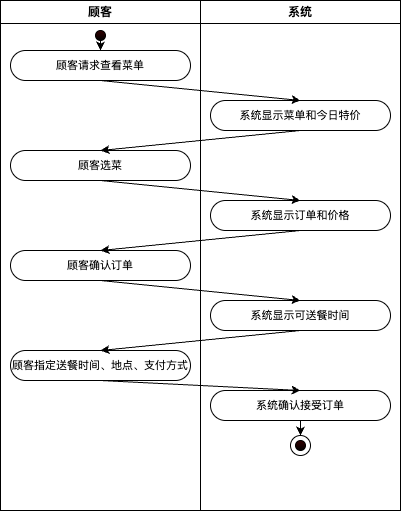 顾客
系统
顾客请求查看菜单
系统显示菜单和今日特价
顾客选菜
系统显示订单和价格
顾客确认订单
系统显示可送餐时间
顾客指定送餐时间、地点、支付方式
系统确认接受订单